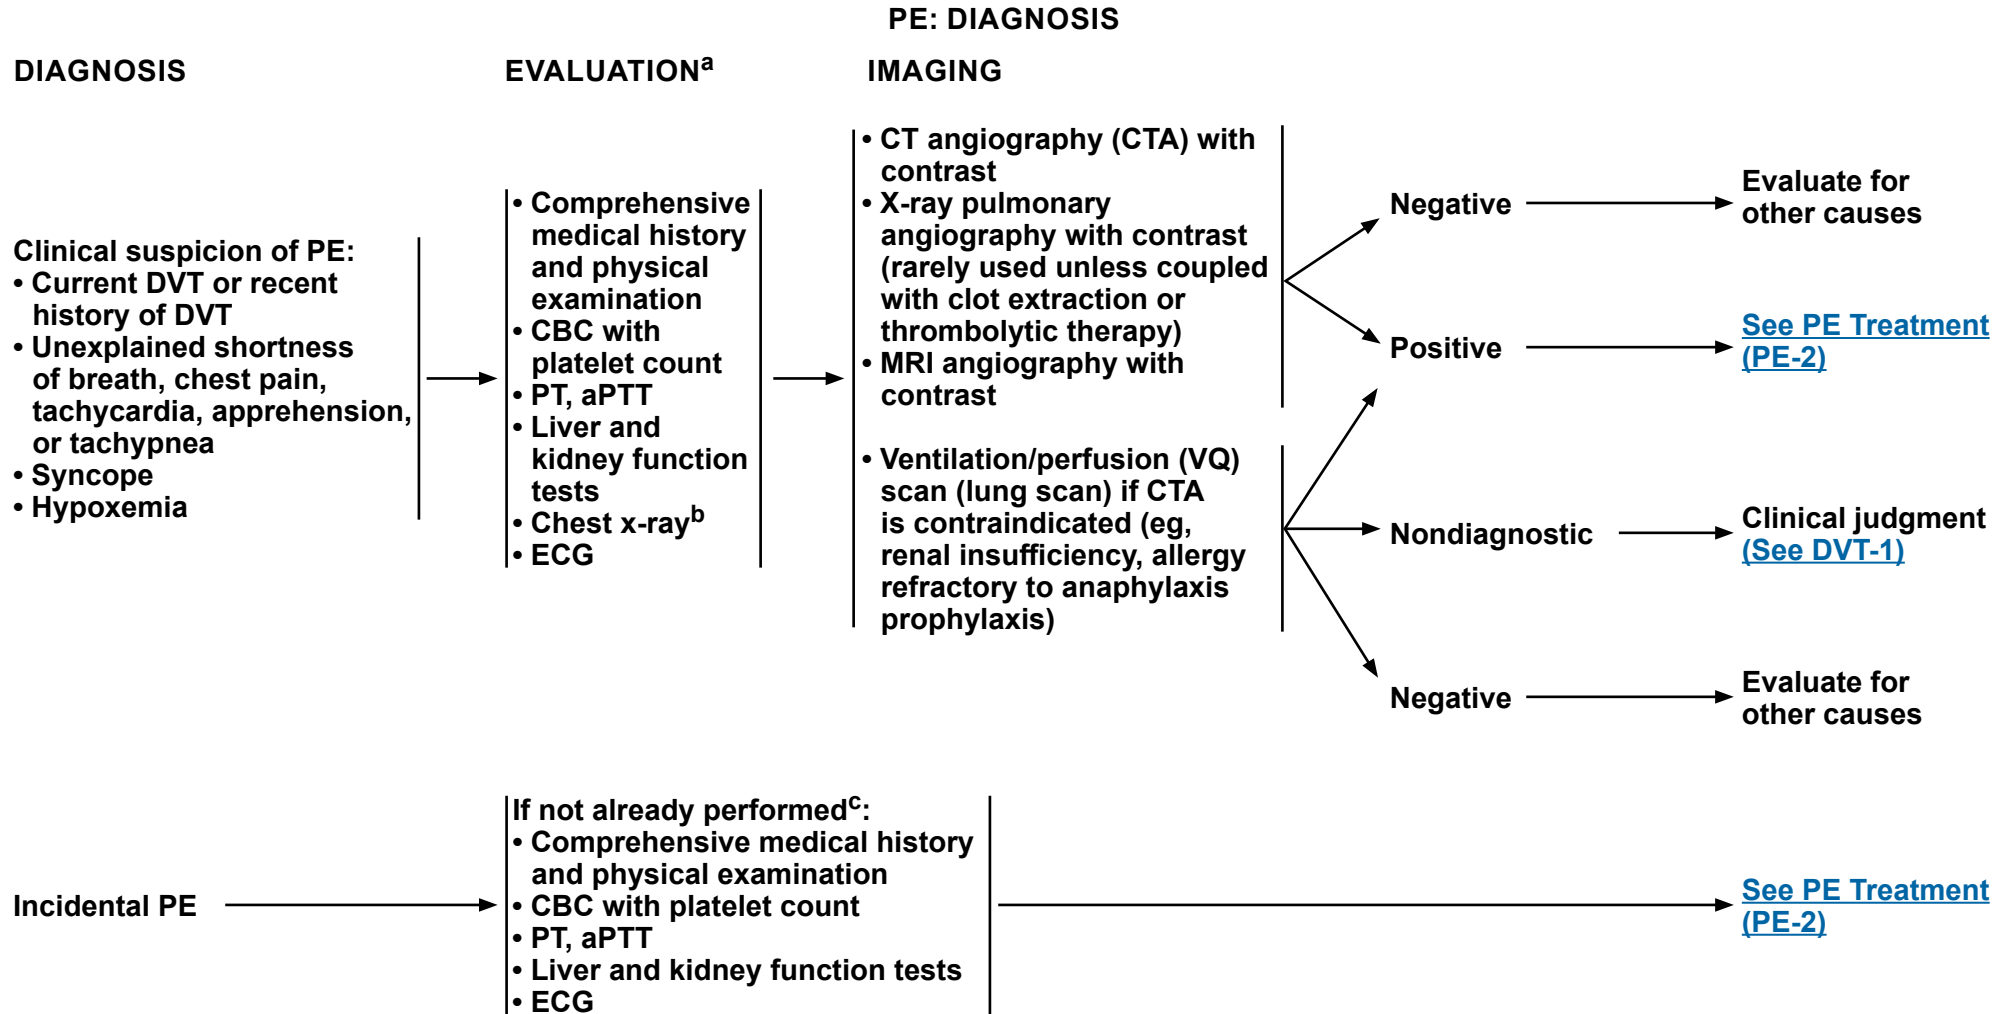 PE: DIAGNOSIS
DIAGNOSIS
EVALUATIONa
IMAGING
Clinical suspicion of PE:
• Current DVT or recent
history of DVT
• Unexplained shortness
of breath, chest pain,
tachycardia, apprehension,
or tachypnea
• Syncope
• Hypoxemia
• Comprehensive
medical history
and physical
examination
• CBC with
platelet count
• PT, aPTT
• Liver and
kidney function
tests
• Chest x-rayb
• ECG
• CT angiography (CTA) with
contrast
• X-ray pulmonary
angiography with contrast
(rarely used unless coupled
with clot extraction or
thrombolytic therapy)
• MRI angiography with
contrast
• Ventilation/perfusion (VQ)
scan (lung scan) if CTA
is contraindicated (eg,
renal insufficiency, allergy
refractory to anaphylaxis
prophylaxis)
Negative
Evaluate for
other causes
Positive
See PE Treatment
(PE-2)
Nondiagnostic
Clinical judgment
(See DVT-1)
Negative
Evaluate for
other causes
Incidental PE
If not already performedc:
• Comprehensive medical history
and physical examination
• CBC with platelet count
• PT, aPTT
• Liver and kidney function tests
• ECG
See PE Treatment
(PE-2)